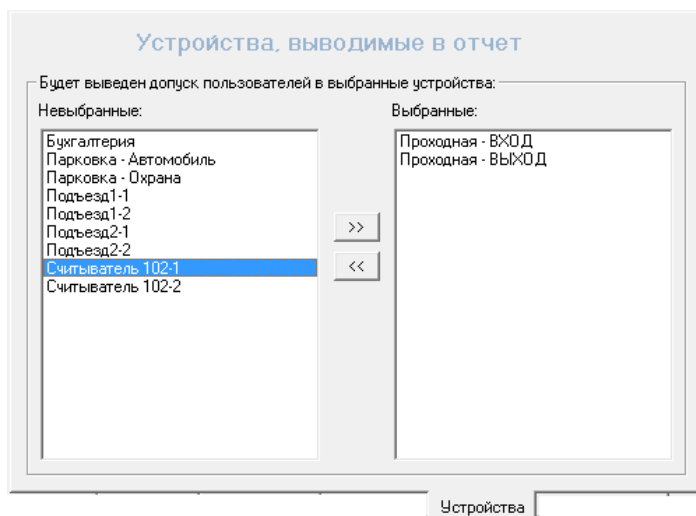 Устройства, выводимые в отчет
Будет выведен допуск пользователей в выбранные устройства:
Невыбранные:
Выбранные:
Бухгалтерия
Парковка - Автомобиль
Парковка - Охрана
Подъезд1-1
Подъезд1-2
Подъезд2-1
Подъезд2-2
Считыватель 102-1
Считыватель 102-2
>>
<<
Проходная - ВХОД
Проходная - ВЫХОД
Устройства